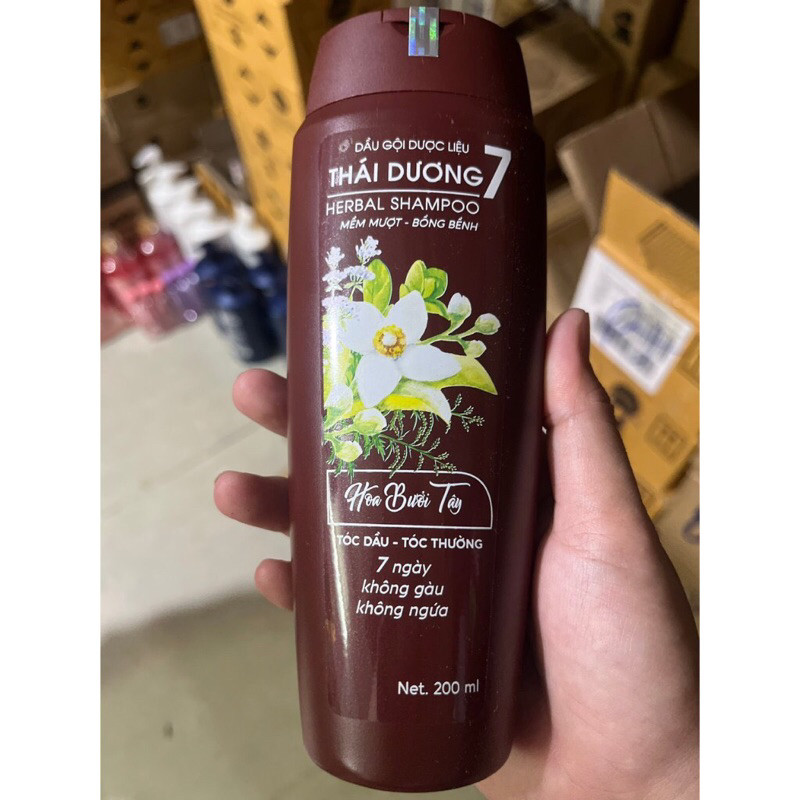 DẦU GỘI DƯỢC LIỆU
THÁI DƯƠNG 7
HERBAL SHAMPOO
MỀM MƯỢT - BỒNG BỀNH
Hoa Bưởi Tây
TÓC DẦU - TÓC THƯỜNG
7 ngày
không gàu
không ngứa
Net. 200 ml